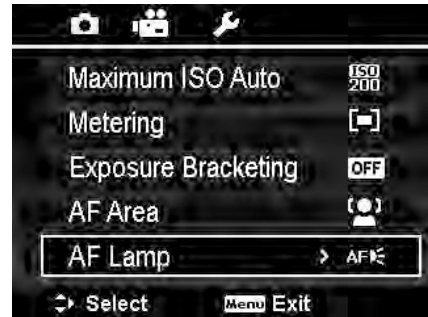 Maximum ISO Auto ISO 200
Metering
Exposure Bracketing OFF
AF Area
AF Lamp > AF
Select Menu Exit